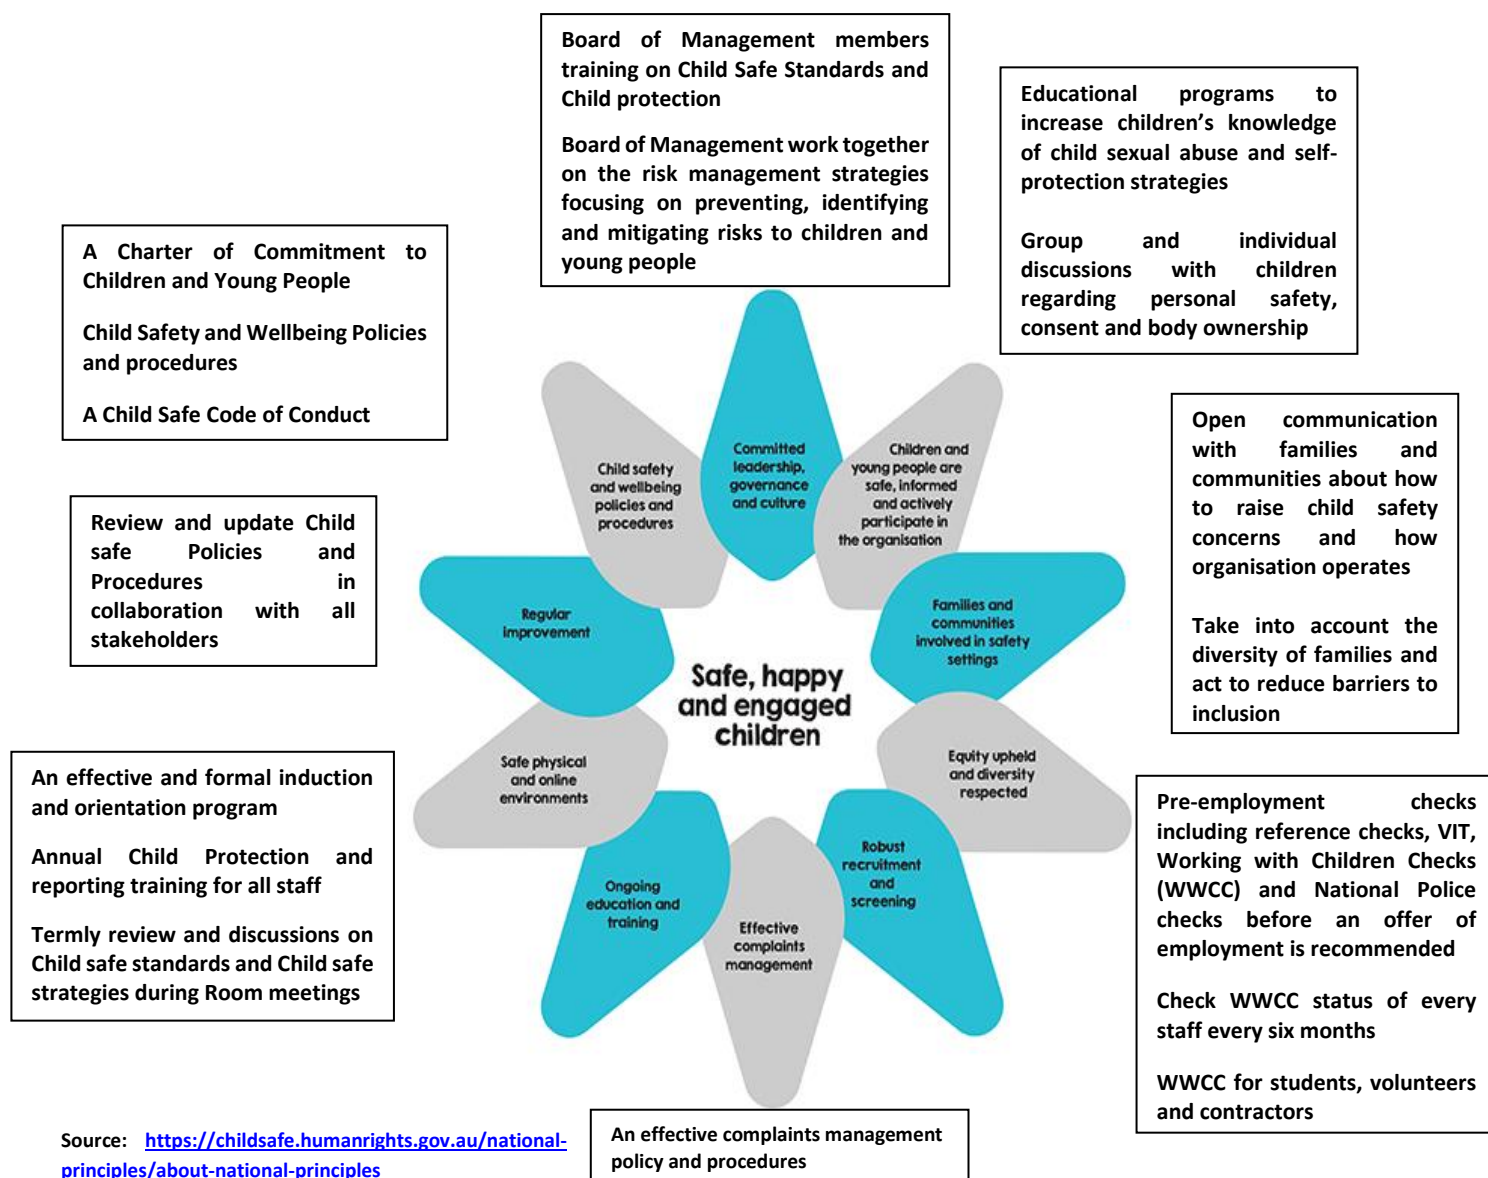 Board of Management members
training on Child Safe Standards and
Child protection
Board of Management work together
on the risk management strategies
focusing on preventing, identifying
and mitigating risks to children and
young people
Educational programs to
increase children’s knowledge
of child sexual abuse and self-
protection strategies
Group and individual
discussions with children
regarding personal safety,
consent and body ownership
A Charter of Commitment to
Children and Young People
Child Safety and Wellbeing Policies
and procedures
A Child Safe Code of Conduct
Open communication
with families and
communities about how
to raise child safety
concerns and how
organisation operates
Take into account the
diversity of families and
act to reduce barriers to
inclusion
Review and update Child
safe Policies and
Procedures in
collaboration with all
stakeholders
Child safety
and wellbeing
policies and
procedures
Committed
leadership,
governance
and culture
Children and
young people are
safe, informed
and actively
participate in
the organisation
Regular
improvement
Families and
communities
involved in safety
settings
Safe, happy
and engaged
children
Safe physical
and online
environments
Equity upheld
and diversity
respected
Ongoing
education and
training
Effective
complaints
management
Robust
recruitment
and
screening
An effective and formal induction
and orientation program
Annual Child Protection and
reporting training for all staff
Termly review and discussions on
Child safe standards and Child safe
strategies during Room meetings
Pre-employment checks
including reference checks, VIT,
Working with Children Checks
(WWCC) and National Police
checks before an offer of
employment is recommended
Check WWCC status of every
staff every six months
WWCC for students, volunteers
and contractors
Source: https://childsafe.humanrights.gov.au/national-
principles/about-national-principles
An effective complaints management
policy and procedures